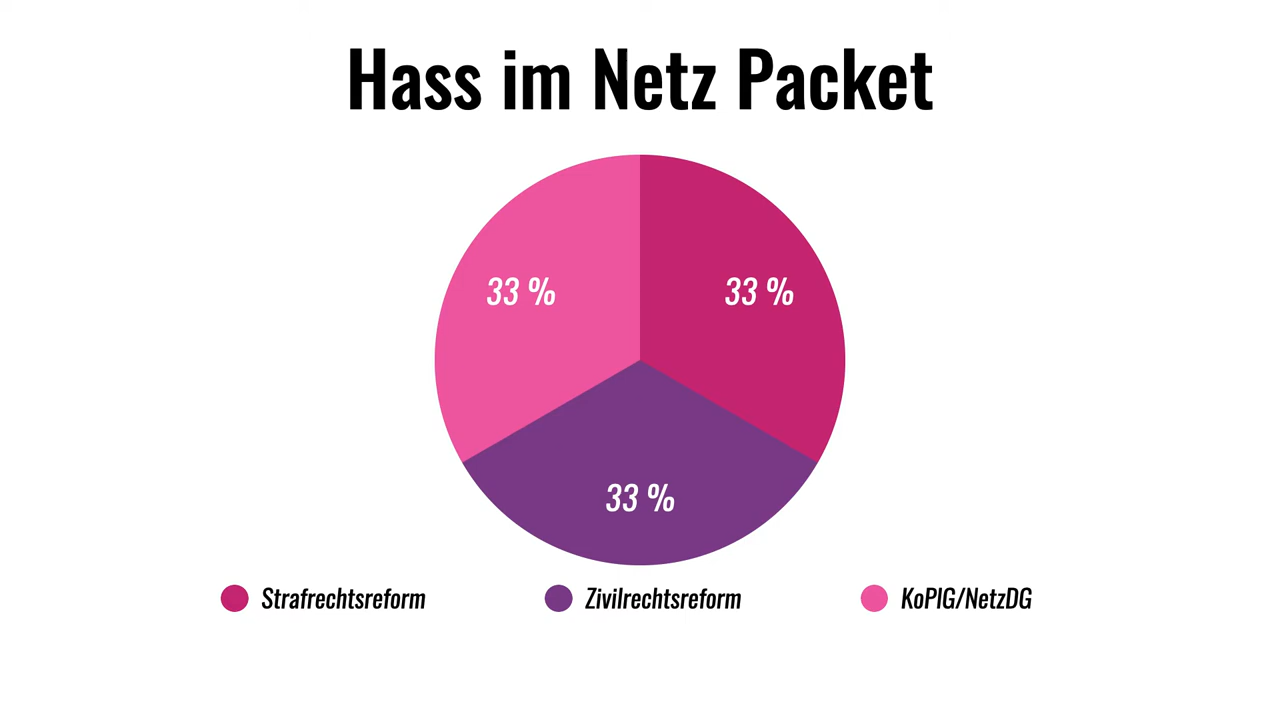 Hass im Netz Packet
33 %
33 %
33 %
Strafrechtsreform
Zivilrechtsreform
KoPlG/NetzDG